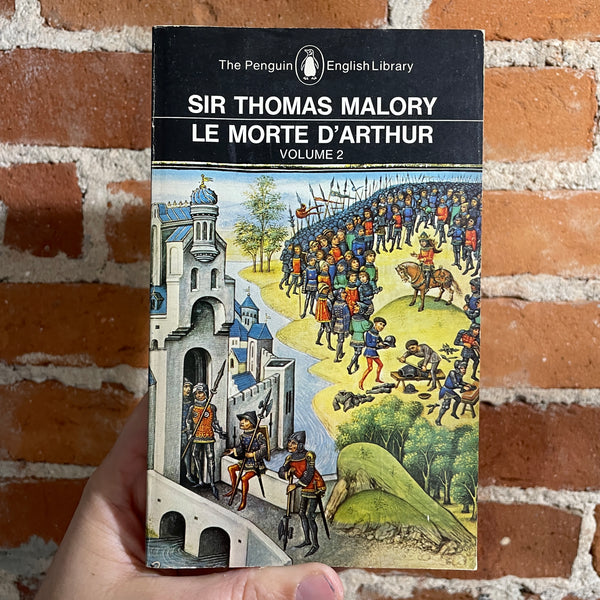 The Penguin English Library
SIR THOMAS MALORY
LE MORTE D'ARTHUR
VOLUME 2